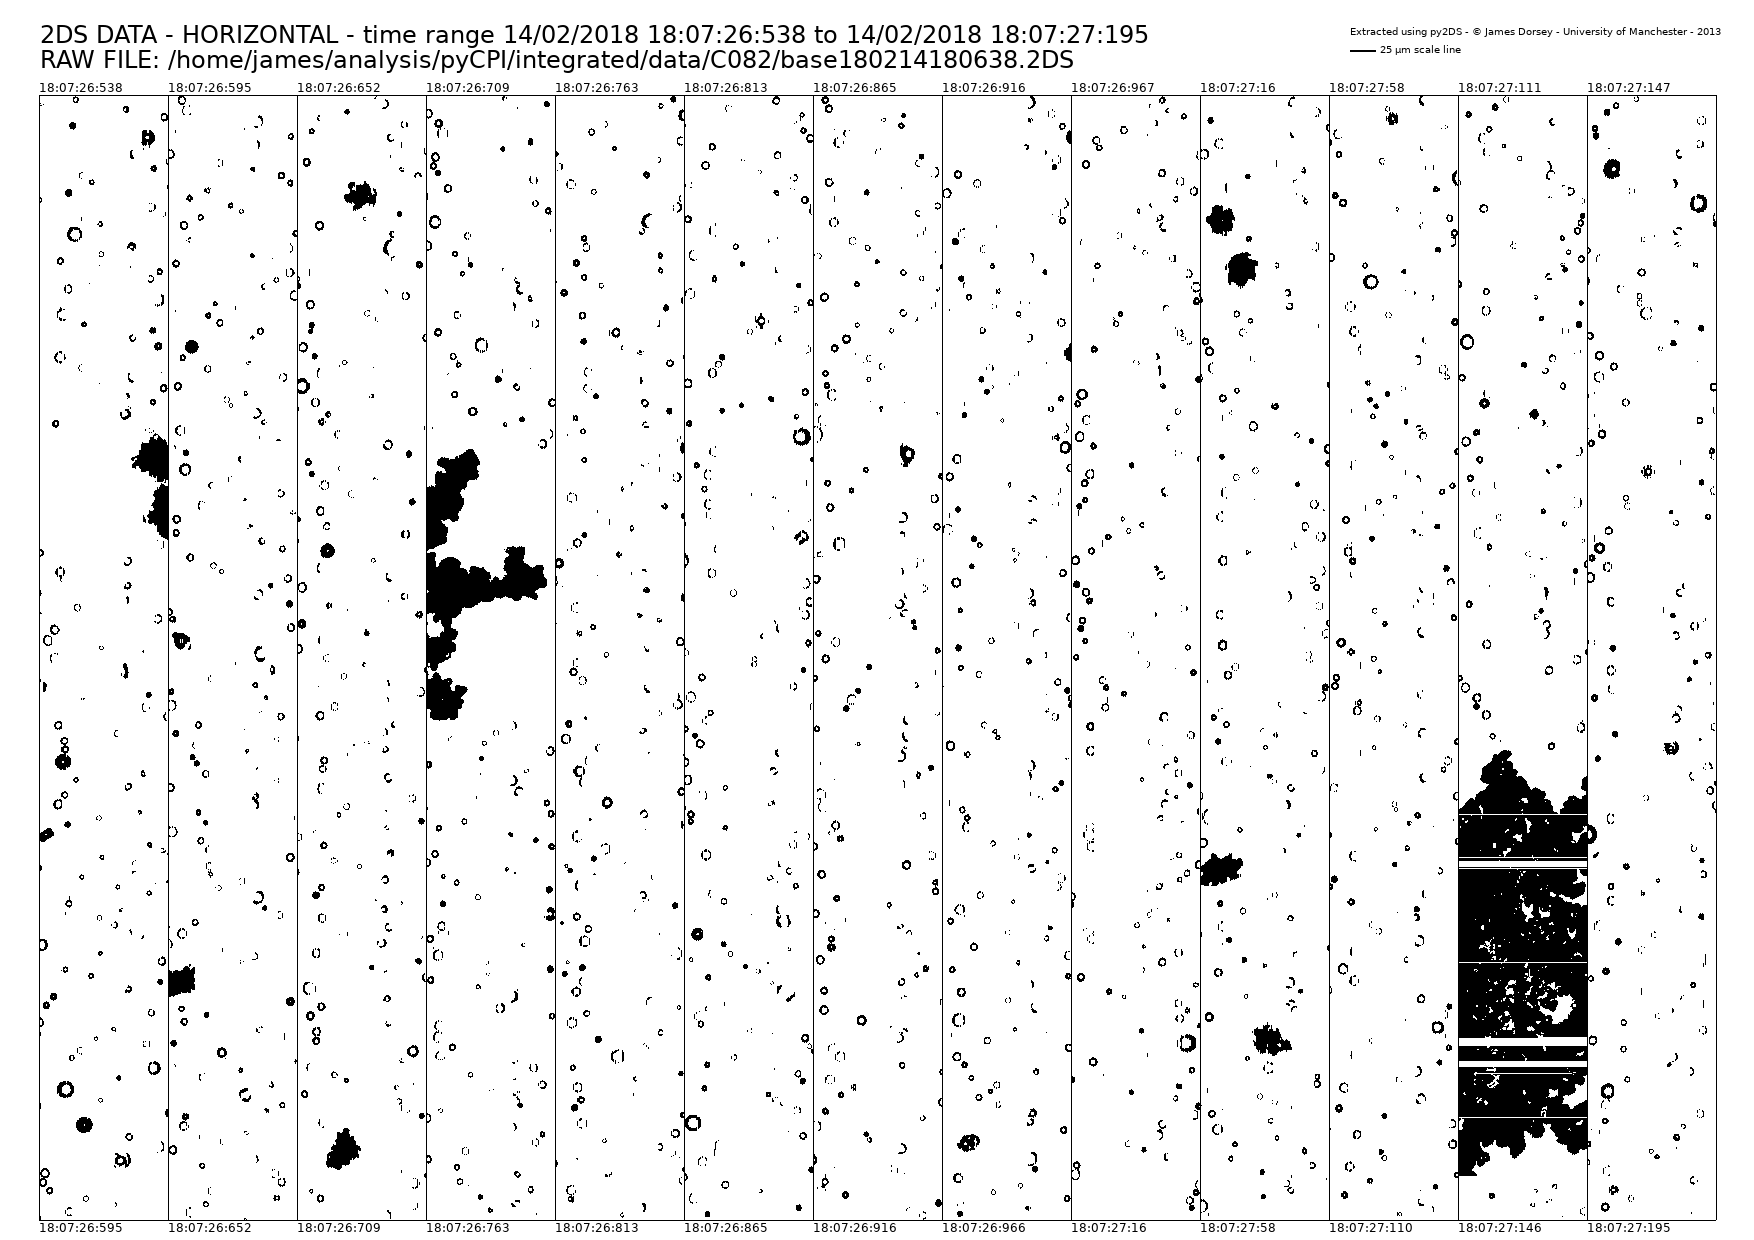 2DS DATA - HORIZONTAL - time range 14/02/2018 18:07:26:538 to 14/02/2018 18:07:27:195
RAW FILE: /home/james/analysis/pyCPI/integrated/data/C082/base180214180638.2DS
Extracted using py2DS - © James Dorsey - University of Manchester - 2013
25 µm scale line
18:07:26:538 18:07:26:595 18:07:26:652 18:07:26:709 18:07:26:763 18:07:26:813 18:07:26:865 18:07:26:916 18:07:26:967 18:07:27:16 18:07:27:58 18:07:27:111 18:07:27:147
18:07:26:595 18:07:26:652 18:07:26:709 18:07:26:763 18:07:26:813 18:07:26:865 18:07:26:916 18:07:26:966 18:07:27:16 18:07:27:58 18:07:27:110 18:07:27:146 18:07:27:195